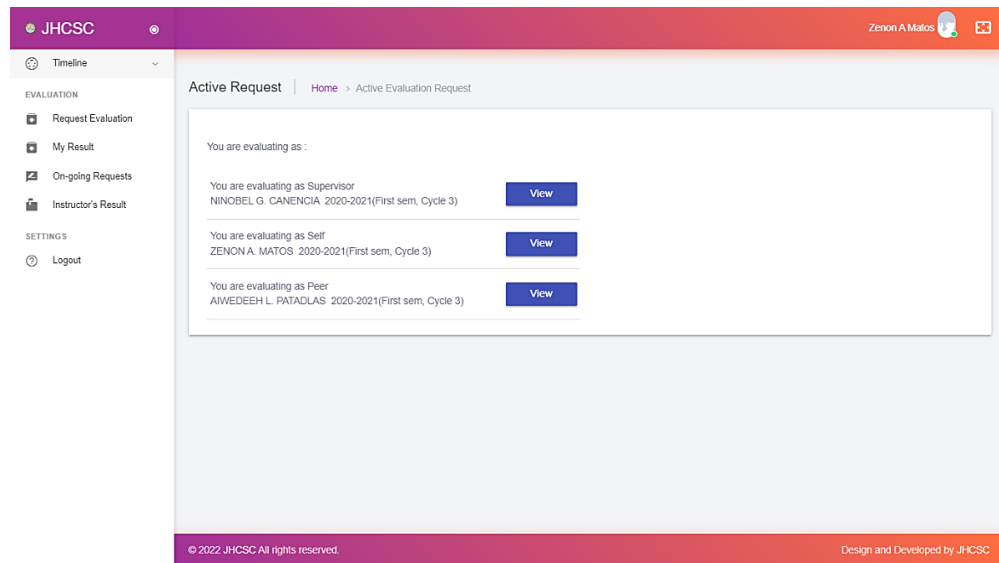 JHCSC
Zenon A Matos
Timeline
EVALUATION
Request Evaluation
My Result
On-going Requests
Instructor's Result
SETTINGS
Logout
Active Request
Home › Active Evaluation Request
You are evaluating as :
You are evaluating as Supervisor
NINOBEL G. CANENCIA 2020-2021(First sem, Cycle 3)
View
You are evaluating as Self
ZENON A. MATOS 2020-2021(First sem, Cycle 3)
View
You are evaluating as Peer
AIWEDEEH L. PATADLAS 2020-2021(First sem, Cycle 3)
View
© 2022 JHCSC All rights reserved.
Design and Developed by JHCSC